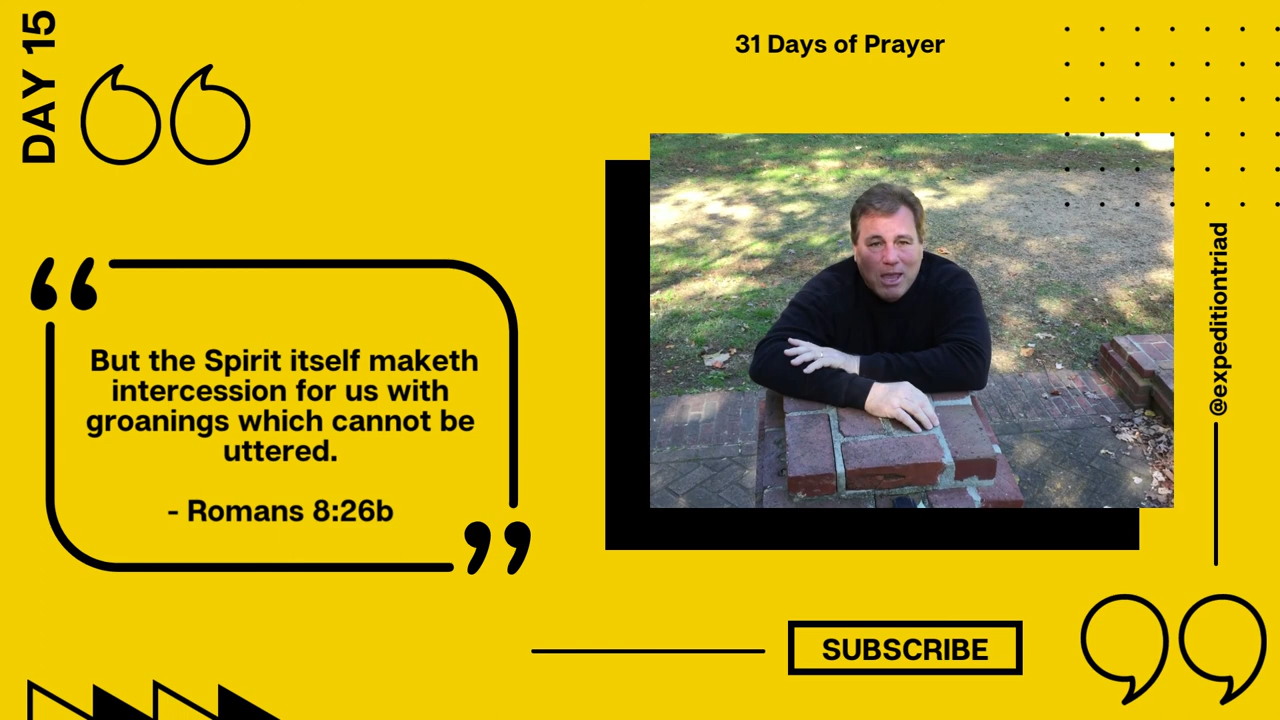 DAY 15
31 Days of Prayer
But the Spirit itself maketh
intercession for us with
groanings which cannot be
uttered.
- Romans 8:26b
@expeditiontriad
SUBSCRIBE